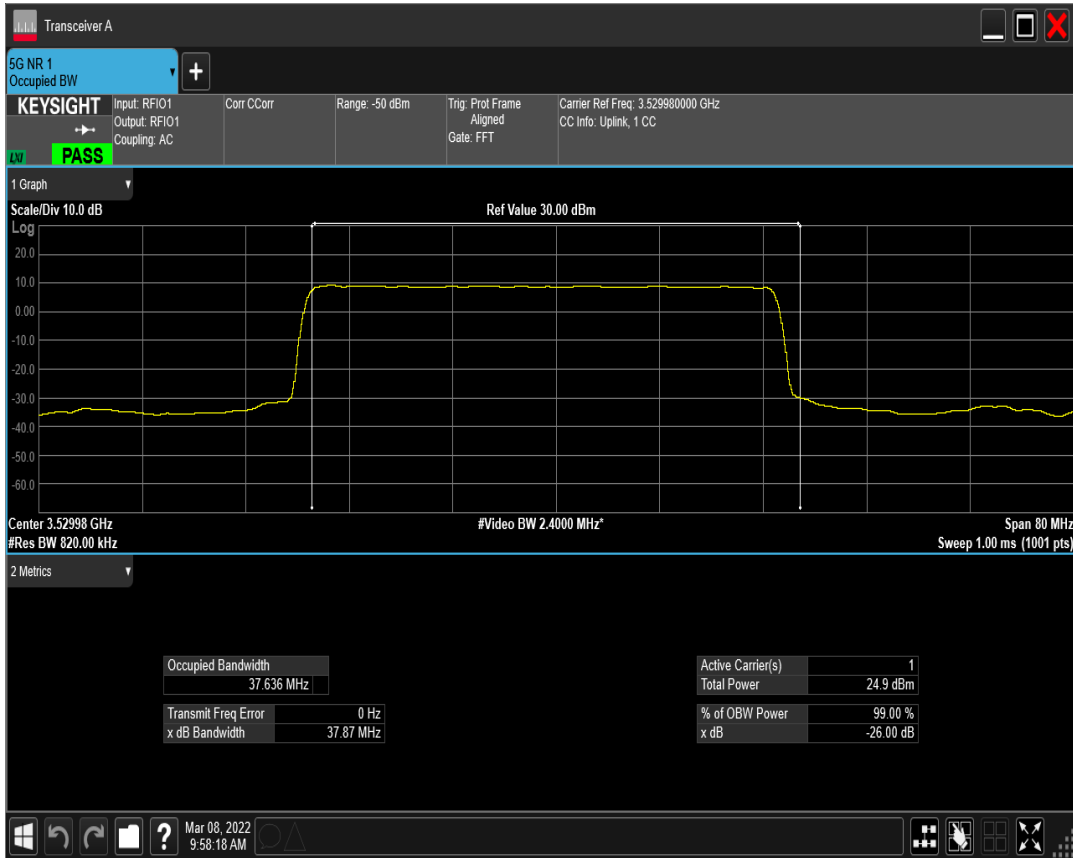 Transceiver A
5G NR 1
Occupied BW
KEYSIGHT
LXI
PASS
Input: RFIO1
Output: RFIO1
Coupling: AC
Corr CCorr
Range: -50 dBm
Trig: Prot Frame
Aligned
Gate: FFT
Carrier Ref Freq: 3.529980000 GHz
CC Info: Uplink, 1 CC
1 Graph
Scale/Div 10.0 dB
Ref Value 30.00 dBm
Log
20.0
10.0
0.00
-10.0
-20.0
-30.0
-40.0
-50.0
-60.0
Center 3.52998 GHz
#Video BW 2.4000 MHz*
Span 80 MHz
#Res BW 820.00 kHz
Sweep 1.00 ms (1001 pts)
2 Metrics
Occupied Bandwidth
37.636 MHz
Transmit Freq Error 0 Hz
x dB Bandwidth 37.87 MHz
Active Carrier(s) 1
Total Power 24.9 dBm
% of OBW Power 99.00 %
x dB -26.00 dB
?
Mar 08, 2022
9:58:18 AM